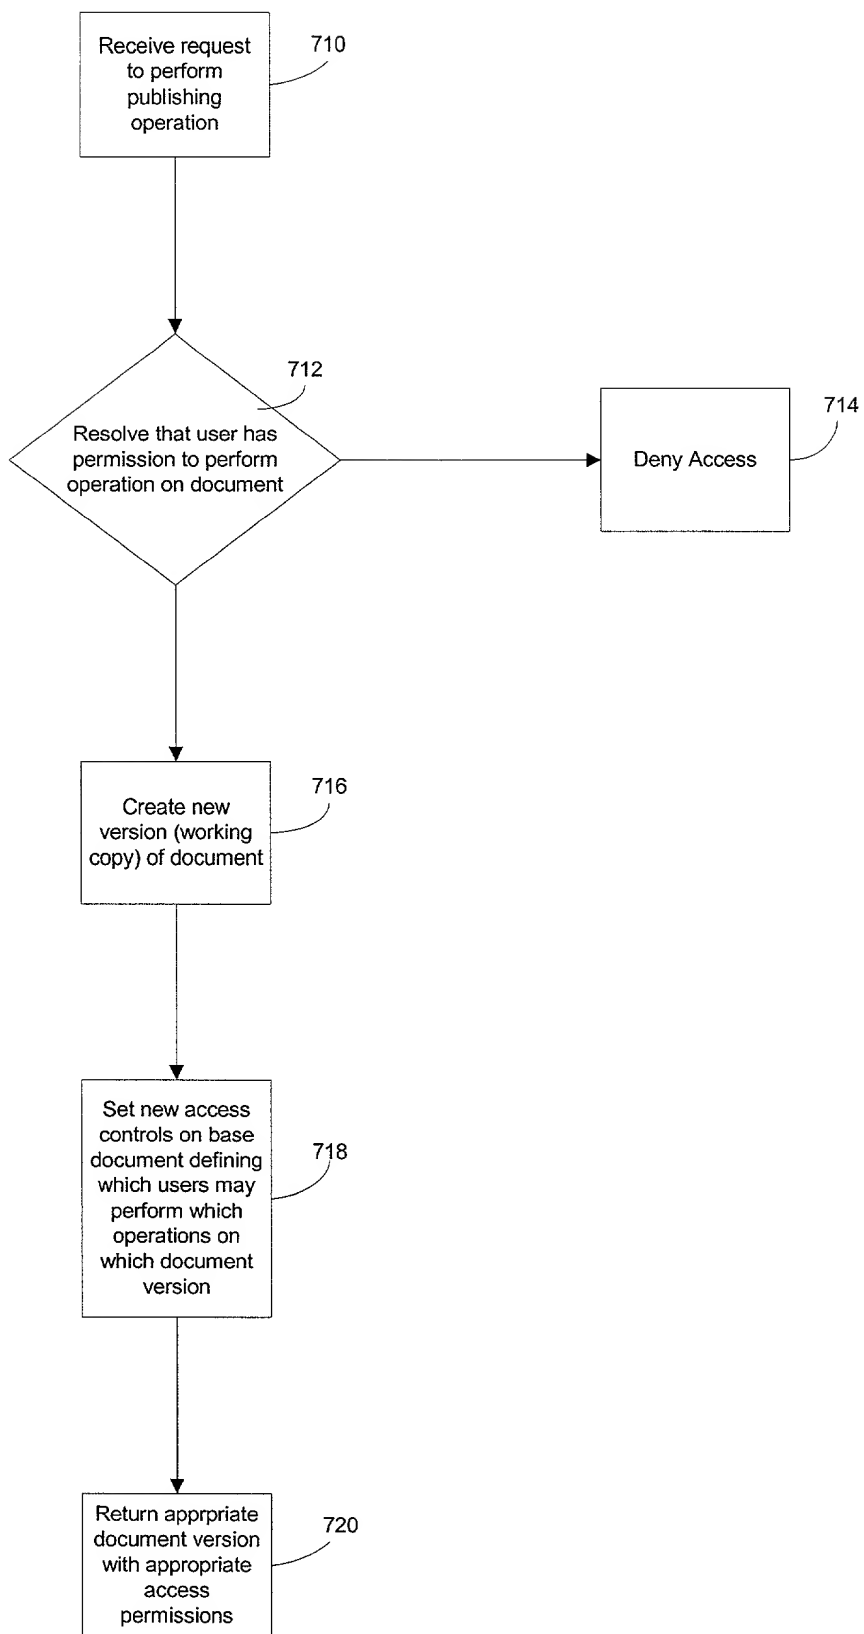 Receive request
to perform
publishing
operation
710
712
Resolve that user has
permission to perform
operation on document
714
Deny Access
716
Create new
version (working
copy) of document
Set new access
controls on base
document defining
which users may
perform which
operations on
which document
version
718
Return apprpriate
document version
with appropriate
access
permissions
720